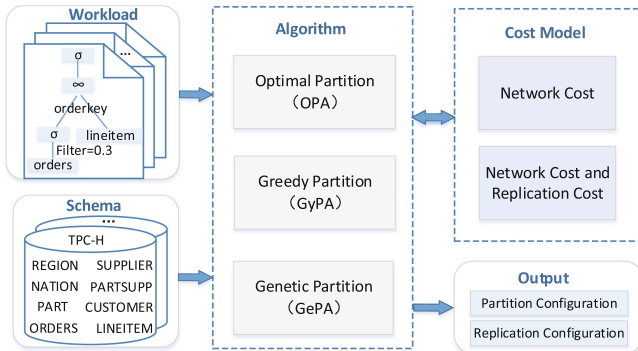 Workload
...
σ
∞
orderkey
σ
lineitem
Filter=0.3
orders
Schema
...
TPC-H
REGION SUPPLIER
NATION PARTSUPP
PART CUSTOMER
ORDERS LINEITEM
Algorithm
Optimal Partition
（OPA）
Greedy Partition
（GyPA）
Genetic Partition
（GePA）
Cost Model
Network Cost
Network Cost and
Replication Cost
Output
Partition Configuration
Replication Configuration